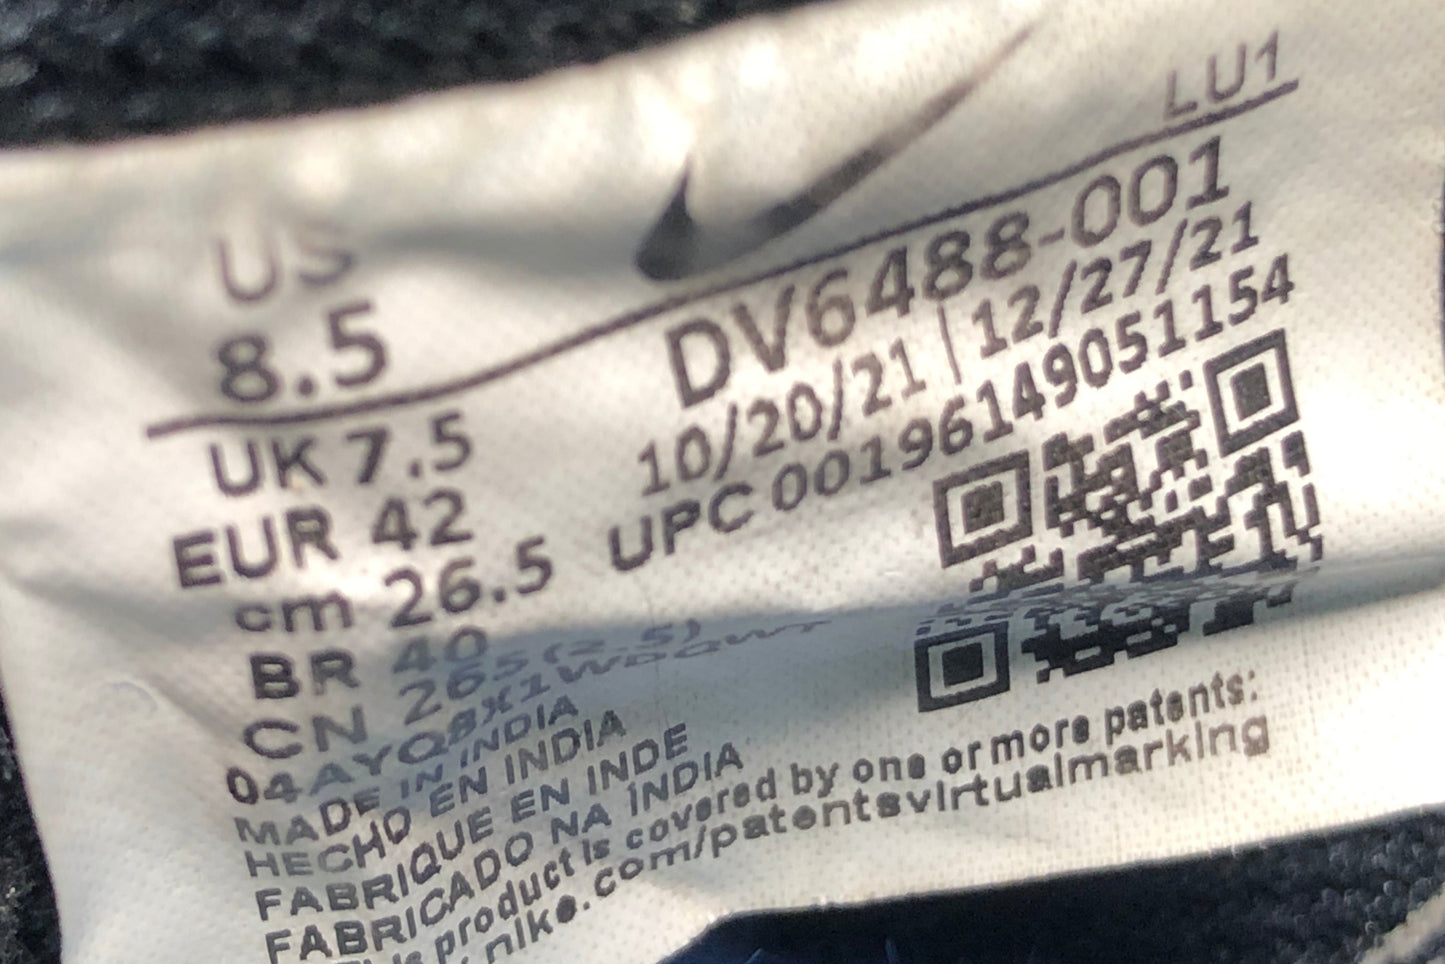 LU1
US
8.5
UK 7.5
EUR 42
cm 26.5
BR 40
CN 265 (2.5)
04AYQ8X1WDQWT
MADE IN INDIA
HECHO EN INDIA
FABRIQUE EN INDE
FABRICADO NA ÍNDIA
This product is covered by one or more patents:
nike.com/patentsvirtualmarking
DV6488-001
10/20/21 | 12/27/21
UPC 00196149051154